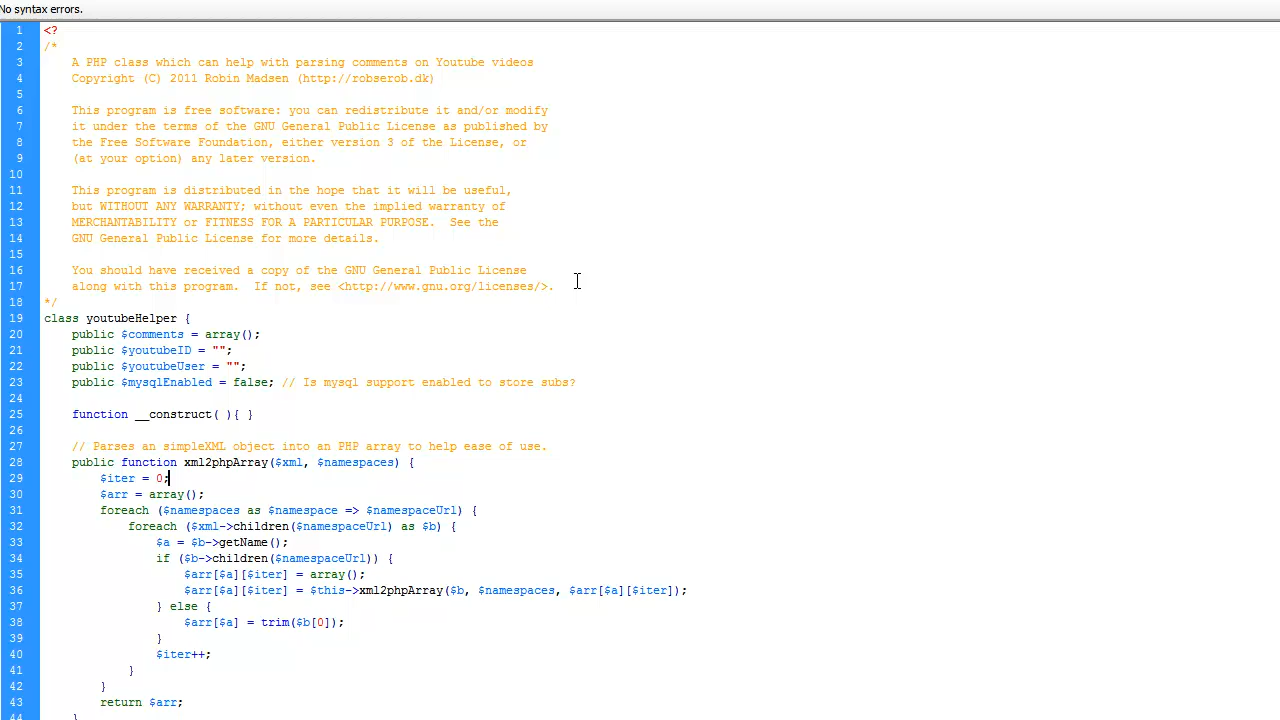 No syntax errors.
1 <?
2 /*
3 A PHP class which can help with parsing comments on Youtube videos
4 Copyright (C) 2011 Robin Madsen (http://robserob.dk)
5
6 This program is free software: you can redistribute it and/or modify
7 it under the terms of the GNU General Public License as published by
8 the Free Software Foundation, either version 3 of the License, or
9 (at your option) any later version.
10
11 This program is distributed in the hope that it will be useful,
12 but WITHOUT ANY WARRANTY; without even the implied warranty of
13 MERCHANTABILITY or FITNESS FOR A PARTICULAR PURPOSE.  See the
14 GNU General Public License for more details.
15
16 You should have received a copy of the GNU General Public License
17 along with this program.  If not, see <http://www.gnu.org/licenses/>.
18 */
19 class youtubeHelper {
20 public $comments = array();
21 public $youtubeID = "";
22 public $youtubeUser = "";
23 public $mysqlEnabled = false; // Is mysql support enabled to store subs?
24
25 function __construct( ){ }
26
27 // Parses an simpleXML object into an PHP array to help ease of use.
28 public function xml2phpArray($xml, $namespaces) {
29 $iter = 0;
30 $arr = array();
31 foreach ($namespaces as $namespace => $namespaceUrl) {
32 foreach ($xml->children($namespaceUrl) as $b) {
33 $a = $b->getName();
34 if ($b->children($namespaceUrl)) {
35 $arr[$a][$iter] = array();
36 $arr[$a][$iter] = $this->xml2phpArray($b, $namespaces, $arr[$a][$iter]);
37 } else {
38 $arr[$a] = trim($b[0]);
39 }
40 $iter++;
41 }
42 }
43 return $arr;
44 }